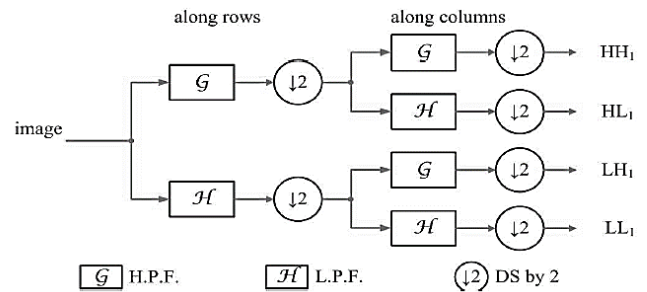 along rows along columns
G ↓2 HH₁
G ↓2
H ↓2 HL₁
image
G ↓2 LH₁
H ↓2
H ↓2 LL₁
G H.P.F. H L.P.F. ↓2 DS by 2